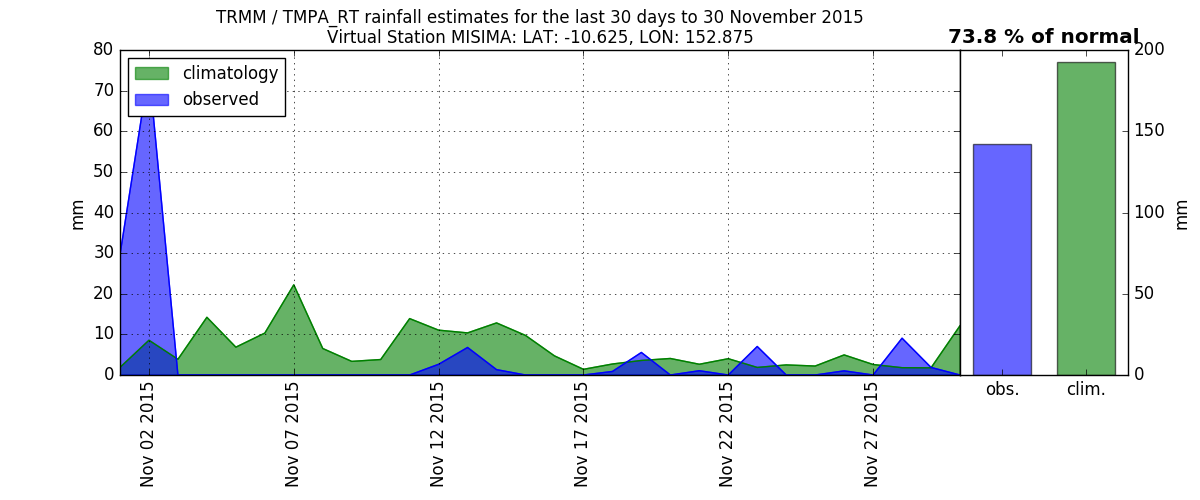 TRMM / TMPA_RT rainfall estimates for the last 30 days to 30 November 2015
Virtual Station MISIMA: LAT: -10.625, LON: 152.875
73.8 % of normal
climatology
observed
80
70
60
50
40
30
20
10
0
mm
Nov 02 2015
Nov 07 2015
Nov 12 2015
Nov 17 2015
Nov 22 2015
Nov 27 2015
200
150
100
50
0
mm
obs.
clim.